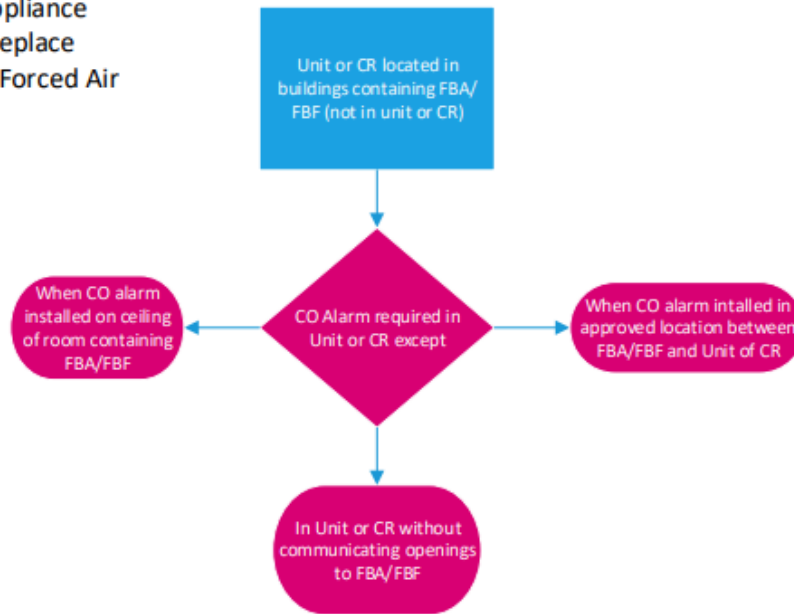 eplace
Forced Air
Unit or CR located in
buildings containing FBA/
FBF (not in unit or CR)
When CO alarm
installed on ceiling
of room containing
FBA/FBF
CO Alarm required in
Unit or CR except
When CO alarm intalled in
approved location between
FBA/FBF and Unit of CR
In Unit or CR without
communicating openings
to FBA/FBF